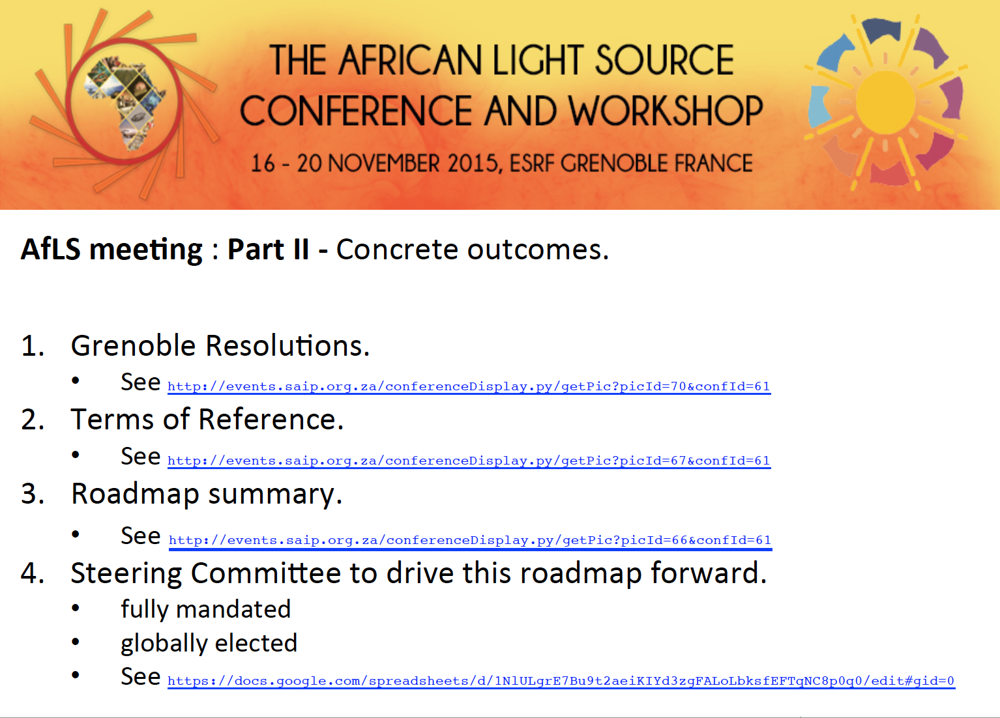 THE AFRICAN LIGHT SOURCE
CONFERENCE AND WORKSHOP
16 - 20 NOVEMBER 2015, ESRF GRENOBLE FRANCE
AfLS meeting : Part II - Concrete outcomes.
1. Grenoble Resolutions.
• See http://events.saip.org.za/conferenceDisplay.py/getPic?picId=70&confId=61
2. Terms of Reference.
• See http://events.saip.org.za/conferenceDisplay.py/getPic?picId=67&confId=61
3. Roadmap summary.
• See http://events.saip.org.za/conferenceDisplay.py/getPic?picId=66&confId=61
4. Steering Committee to drive this roadmap forward.
• fully mandated
• globally elected
• See https://docs.google.com/spreadsheets/d/1NlULgrE7Bu9t2aeiKIYd3zgFALoLbksfEFTqNC8p0q0/edit#gid=0